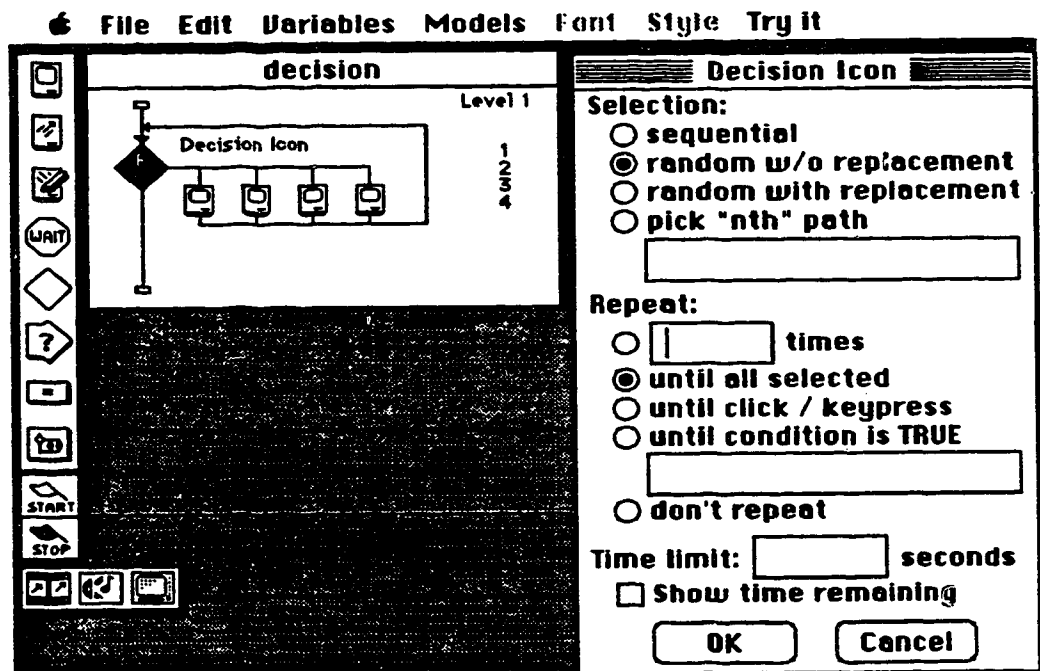 File Edit Variables Models Font Style Try it
decision
Level 1
Decision Icon
1
2
3
4
WAIT
?
=
START
STOP
Decision Icon
Selection:
sequential
random w/o replacement
random with replacement
pick "nth" path
Repeat:
times
until all selected
until click / keypress
until condition is TRUE
don't repeat
Time limit: seconds
Show time remaining
OK Cancel